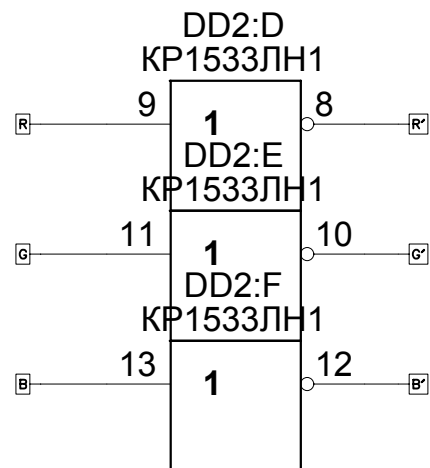 DD2:D
КР1533ЛН1
R 9 1 8 R'
DD2:E
КР1533ЛН1
G 11 1 10 G'
DD2:F
КР1533ЛН1
B 13 1 12 B'